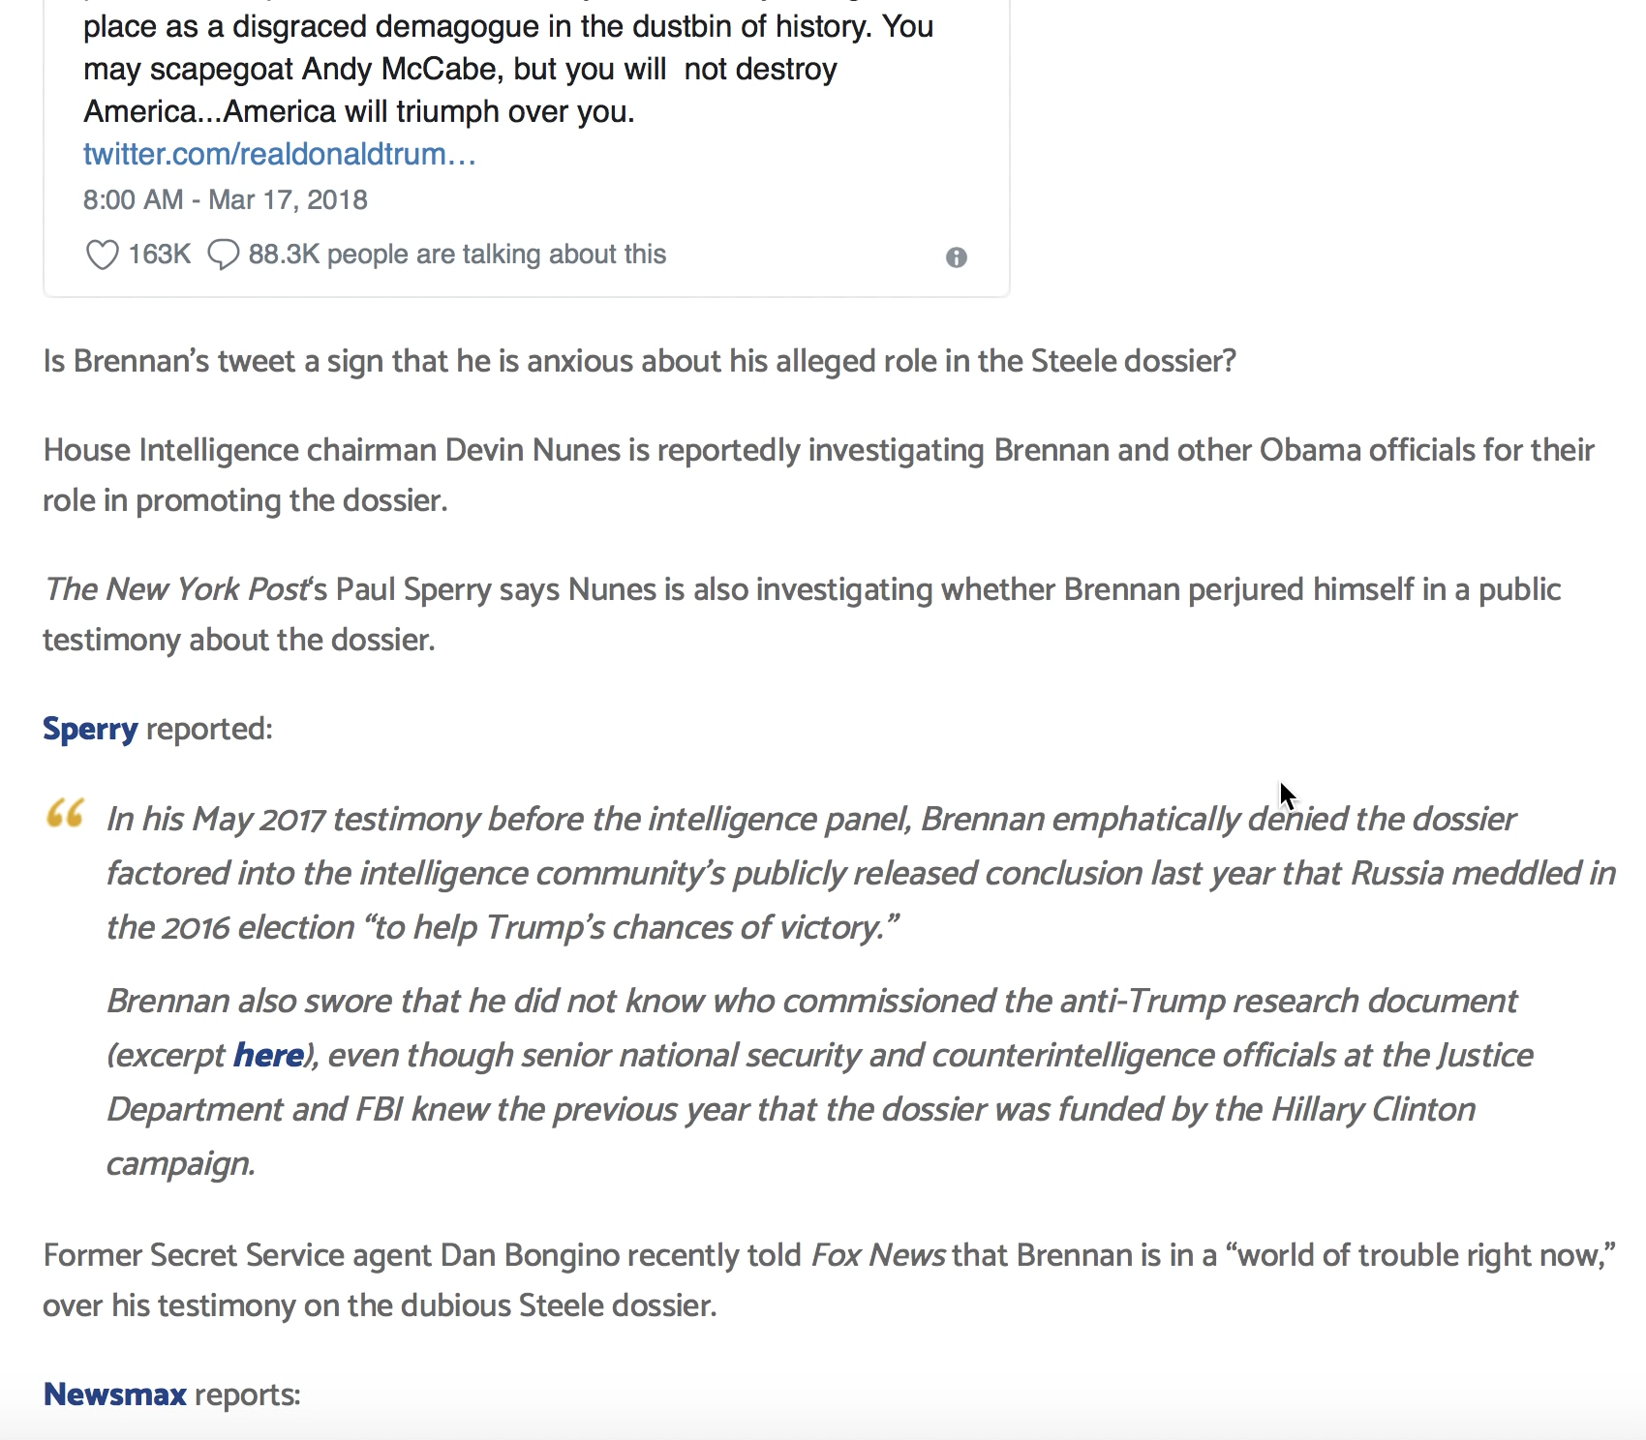 place as a disgraced demagogue in the dustbin of history. You
may scapegoat Andy McCabe, but you will  not destroy
America...America will triumph over you.
twitter.com/realdonaldtrum…
8:00 AM - Mar 17, 2018
163K 88.3K people are talking about this
Is Brennan’s tweet a sign that he is anxious about his alleged role in the Steele dossier?
House Intelligence chairman Devin Nunes is reportedly investigating Brennan and other Obama officials for their
role in promoting the dossier.
The New York Post‘s Paul Sperry says Nunes is also investigating whether Brennan perjured himself in a public
testimony about the dossier.
Sperry reported:
“ In his May 2017 testimony before the intelligence panel, Brennan emphatically denied the dossier
factored into the intelligence community’s publicly released conclusion last year that Russia meddled in
the 2016 election “to help Trump’s chances of victory.”
Brennan also swore that he did not know who commissioned the anti-Trump research document
(excerpt here), even though senior national security and counterintelligence officials at the Justice
Department and FBI knew the previous year that the dossier was funded by the Hillary Clinton
campaign.
Former Secret Service agent Dan Bongino recently told Fox News that Brennan is in a “world of trouble right now,”
over his testimony on the dubious Steele dossier.
Newsmax reports: